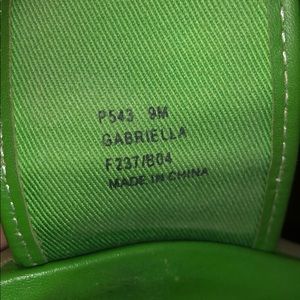 P543 9M
GABRIELLA
F237/B04
MADE IN CHINA